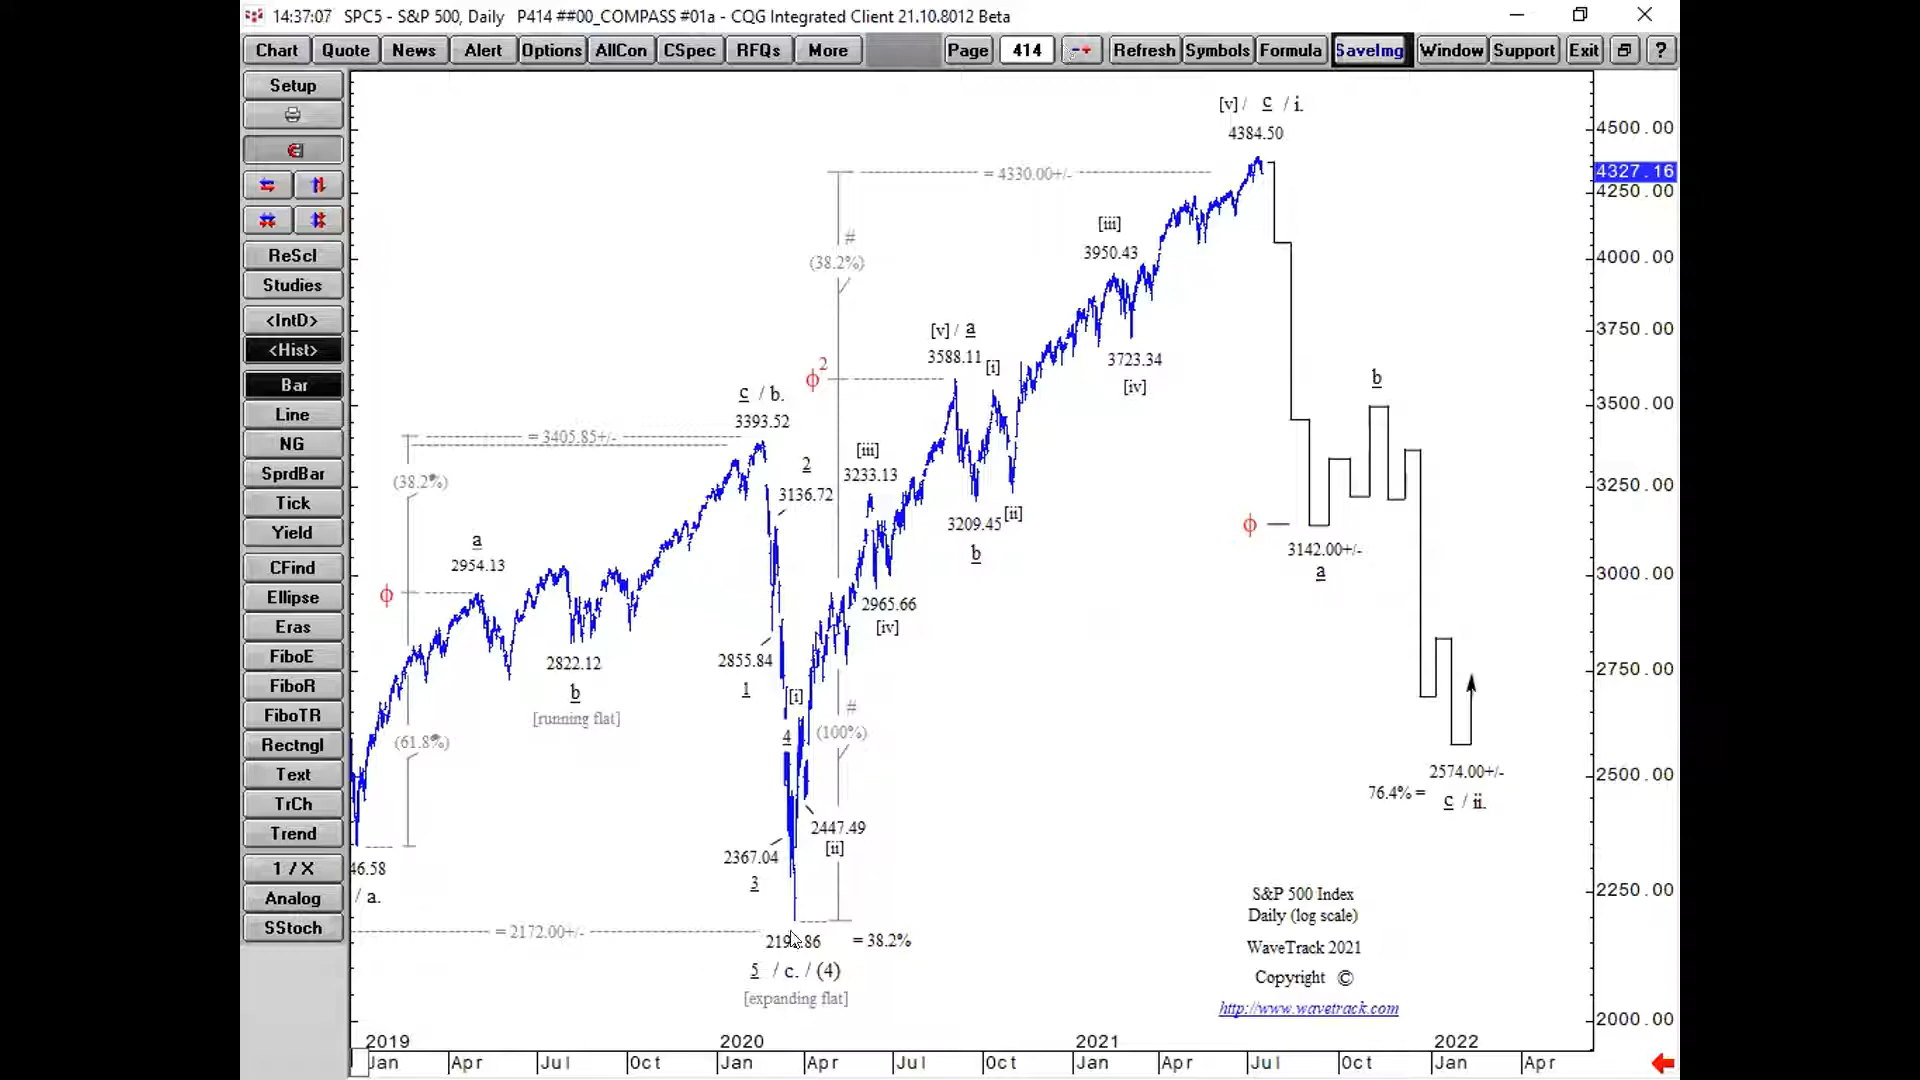 14:37:07 SPC5 - S&P 500, Daily P414 ##00_COMPASS #01a - CQG Integrated Client 21.10.8012 Beta
Chart Quote News Alert Options AllCon CSpec RFQs More Page 414 -+ Refresh Symbols Formula SaveImg Window Support Exit ?
Setup
ReScl
Studies
<IntD>
<Hist>
Bar
Line
NG
SprdBar
Tick
Yield
CFind
Ellipse
Eras
FiboE
FiboR
FiboTR
Rectngl
Text
TrCh
Trend
1 / X
Analog
SStoch
[v] / c / i.
4384.50
= 4330.00+/-
#
(38.2%)
[iii]
3950.43
[v] / a
3588.11
[i]
3723.34
[iv]
ϕ2
c / b.
3393.52
= 3405.85+/-
(38.2%)
2
3136.72
[iii]
3233.13
3209.45
b
[ii]
a
2954.13
ϕ
2822.12
b
[running flat]
(61.8%)
2965.66
[iv]
2855.84
1
[i]
4
#
(100%)
2447.49
[ii]
2367.04
3
46.58
/ a.
= 2172.00+/-
= 38.2%
5 / c. / (4)
[expanding flat]
b
ϕ
3142.00+/-
a
2574.00+/-
76.4% =
c / ii.
S&P 500 Index
Daily (log scale)
WaveTrack 2021
Copyright ©
http://www.wavetrack.com
4500.00
4327.16
4250.00
4000.00
3750.00
3500.00
3250.00
3000.00
2750.00
2500.00
2250.00
2000.00
2019 2020 2021 2022
Jan Apr Jul Oct Jan Apr Jul Oct Jan Apr Jul Oct Jan Apr